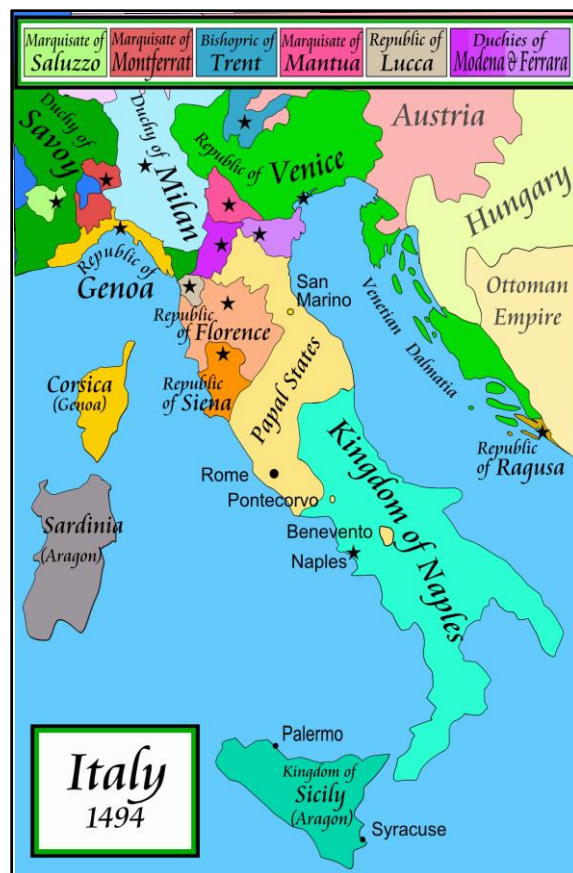 Marquisate of
Saluzzo
Marquisate of
Montferrat
Bishopric of
Trent
Marquisate of
Mantua
Republic of
Lucca
Duchies of
Modena & Ferrara
Duchy of
Savoy
Duchy of
Milan
Republic of
Venice
Austria
Hungary
Republic of
Genoa
San
Marino
Ottoman
Empire
Republic
of Florence
Venetian
Dalmatia
Corsica
(Genoa)
Republic
of Siena
Papal States
Republic
of Ragusa
Rome
Pontecorvo
Kingdom of Naples
Sardinia
(Aragon)
Benevento
Naples
Palermo
Italy
1494
Kingdom of
Sicily
(Aragon)
Syracuse